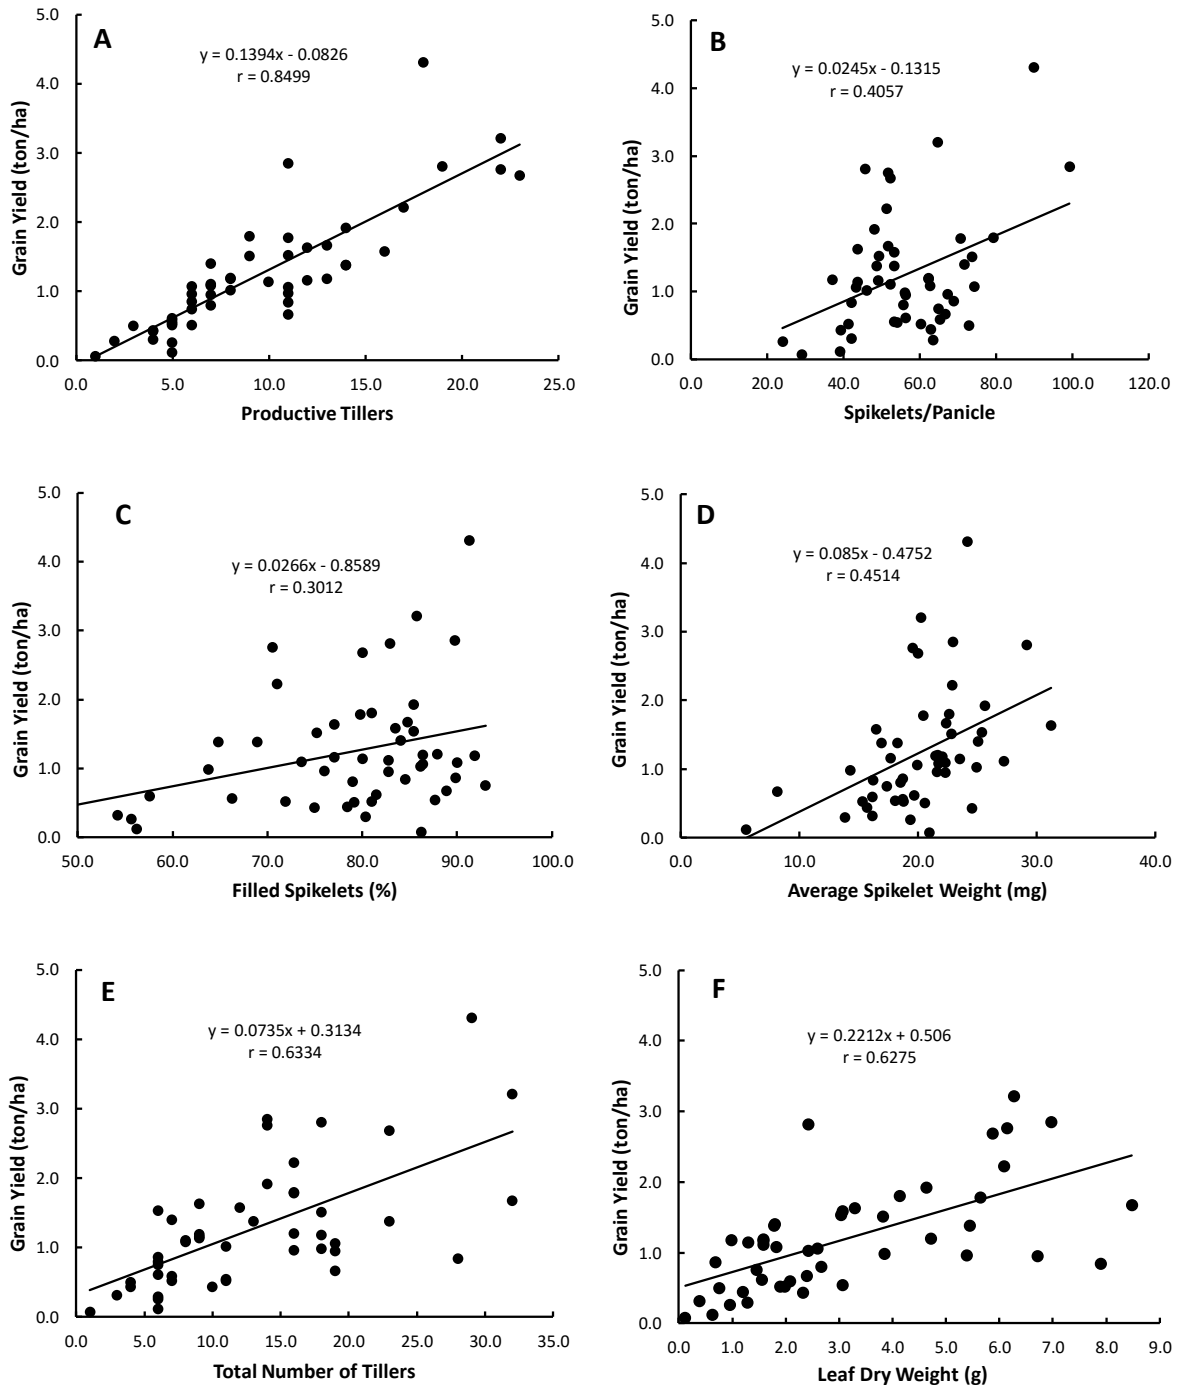 A
y = 0.1394x - 0.0826
r = 0.8499
Grain Yield (ton/ha)
5.0
4.0
3.0
2.0
1.0
0.0
0.0 5.0 10.0 15.0 20.0 25.0
Productive Tillers
B
y = 0.0245x - 0.1315
r = 0.4057
Grain Yield (ton/ha)
5.0
4.0
3.0
2.0
1.0
0.0
0.0 20.0 40.0 60.0 80.0 100.0 120.0
Spikelets/Panicle
C
y = 0.0266x - 0.8589
r = 0.3012
Grain Yield (ton/ha)
5.0
4.0
3.0
2.0
1.0
0.0
50.0 60.0 70.0 80.0 90.0 100.0
Filled Spikelets (%)
D
y = 0.085x - 0.4752
r = 0.4514
Grain Yield (ton/ha)
5.0
4.0
3.0
2.0
1.0
0.0
0.0 10.0 20.0 30.0 40.0
Average Spikelet Weight (mg)
E
y = 0.0735x + 0.3134
r = 0.6334
Grain Yield (ton/ha)
5.0
4.0
3.0
2.0
1.0
0.0
0.0 5.0 10.0 15.0 20.0 25.0 30.0 35.0
Total Number of Tillers
F
y = 0.2212x + 0.506
r = 0.6275
Grain Yield (ton/ha)
5.0
4.0
3.0
2.0
1.0
0.0
0.0 1.0 2.0 3.0 4.0 5.0 6.0 7.0 8.0 9.0
Leaf Dry Weight (g)